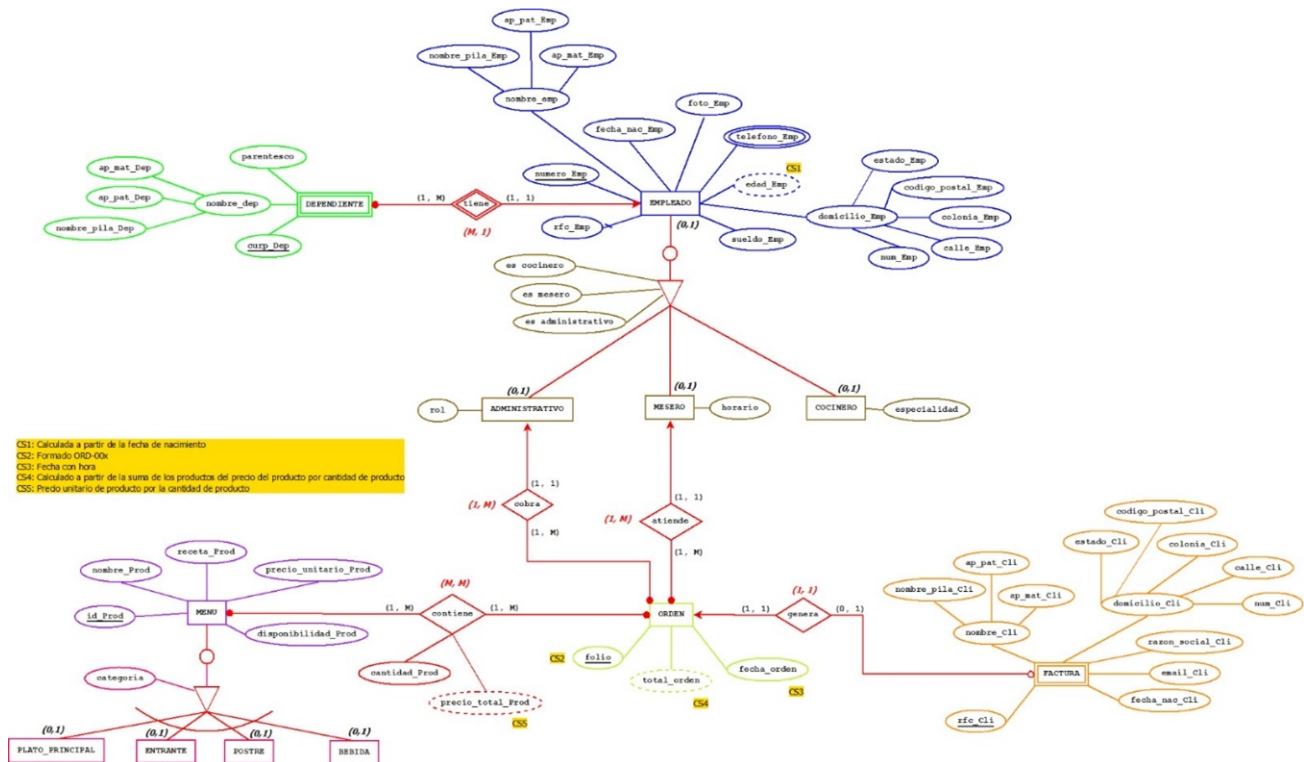 ap_pat_Emp
nombre_pila_Emp
ap_mat_Emp
nombre_emp
foto_Emp
fecha_nac_Emp
telefono_Emp
CS1
edad_Emp
numero_Emp
EMPLEADO
(0,1)
rfc_Emp
sueldo_Emp
estado_Emp
codigo_postal_Emp
domicilio_Emp
colonia_Emp
calle_Emp
num_Emp
parentesco
ap_mat_Dep
ap_pat_Dep
nombre_dep
nombre_pila_Dep
DEPENDIENTE
curp_Dep
(1, M)
tiene
(1, 1)
(M, 1)
es cocinero
es mesero
es administrativo
(0,1)
(0,1)
(0,1)
rol
ADMINISTRATIVO
MESERO
horario
COCINERO
especialidad
CS1: Calculada a partir de la fecha de nacimiento
CS2: Formado ORD-00x
CS3: Fecha con hora
CS4: Calculado a partir de la suma de los productos del precio del producto por cantidad de producto
CS5: Precio unitario de producto por la cantidad de producto
(1, 1)
(1, M)
cobra
(1, M)
(1, 1)
(1, M)
atiende
(1, M)
receta_Prod
nombre_Prod
precio_unitario_Prod
MENU
id_Prod
disponibilidad_Prod
(1, M)
(M, M)
contiene
(1, M)
cantidad_Prod
precio_total_Prod
CS5
categoria
(0,1)
(0,1)
(0,1)
(0,1)
PLATO_PRINCIPAL
ENTRANTE
POSTRE
BEBIDA
ORDEN
CS2
folio
total_orden
CS4
fecha_orden
CS3
(1, 1)
(1, 1)
genera
(0, 1)
codigo_postal_Cli
estado_Cli
colonia_Cli
calle_Cli
domicilio_Cli
num_Cli
ap_pat_Cli
nombre_pila_Cli
ap_mat_Cli
nombre_Cli
razon_social_Cli
FACTURA
email_Cli
fecha_nac_Cli
rfc_Cli